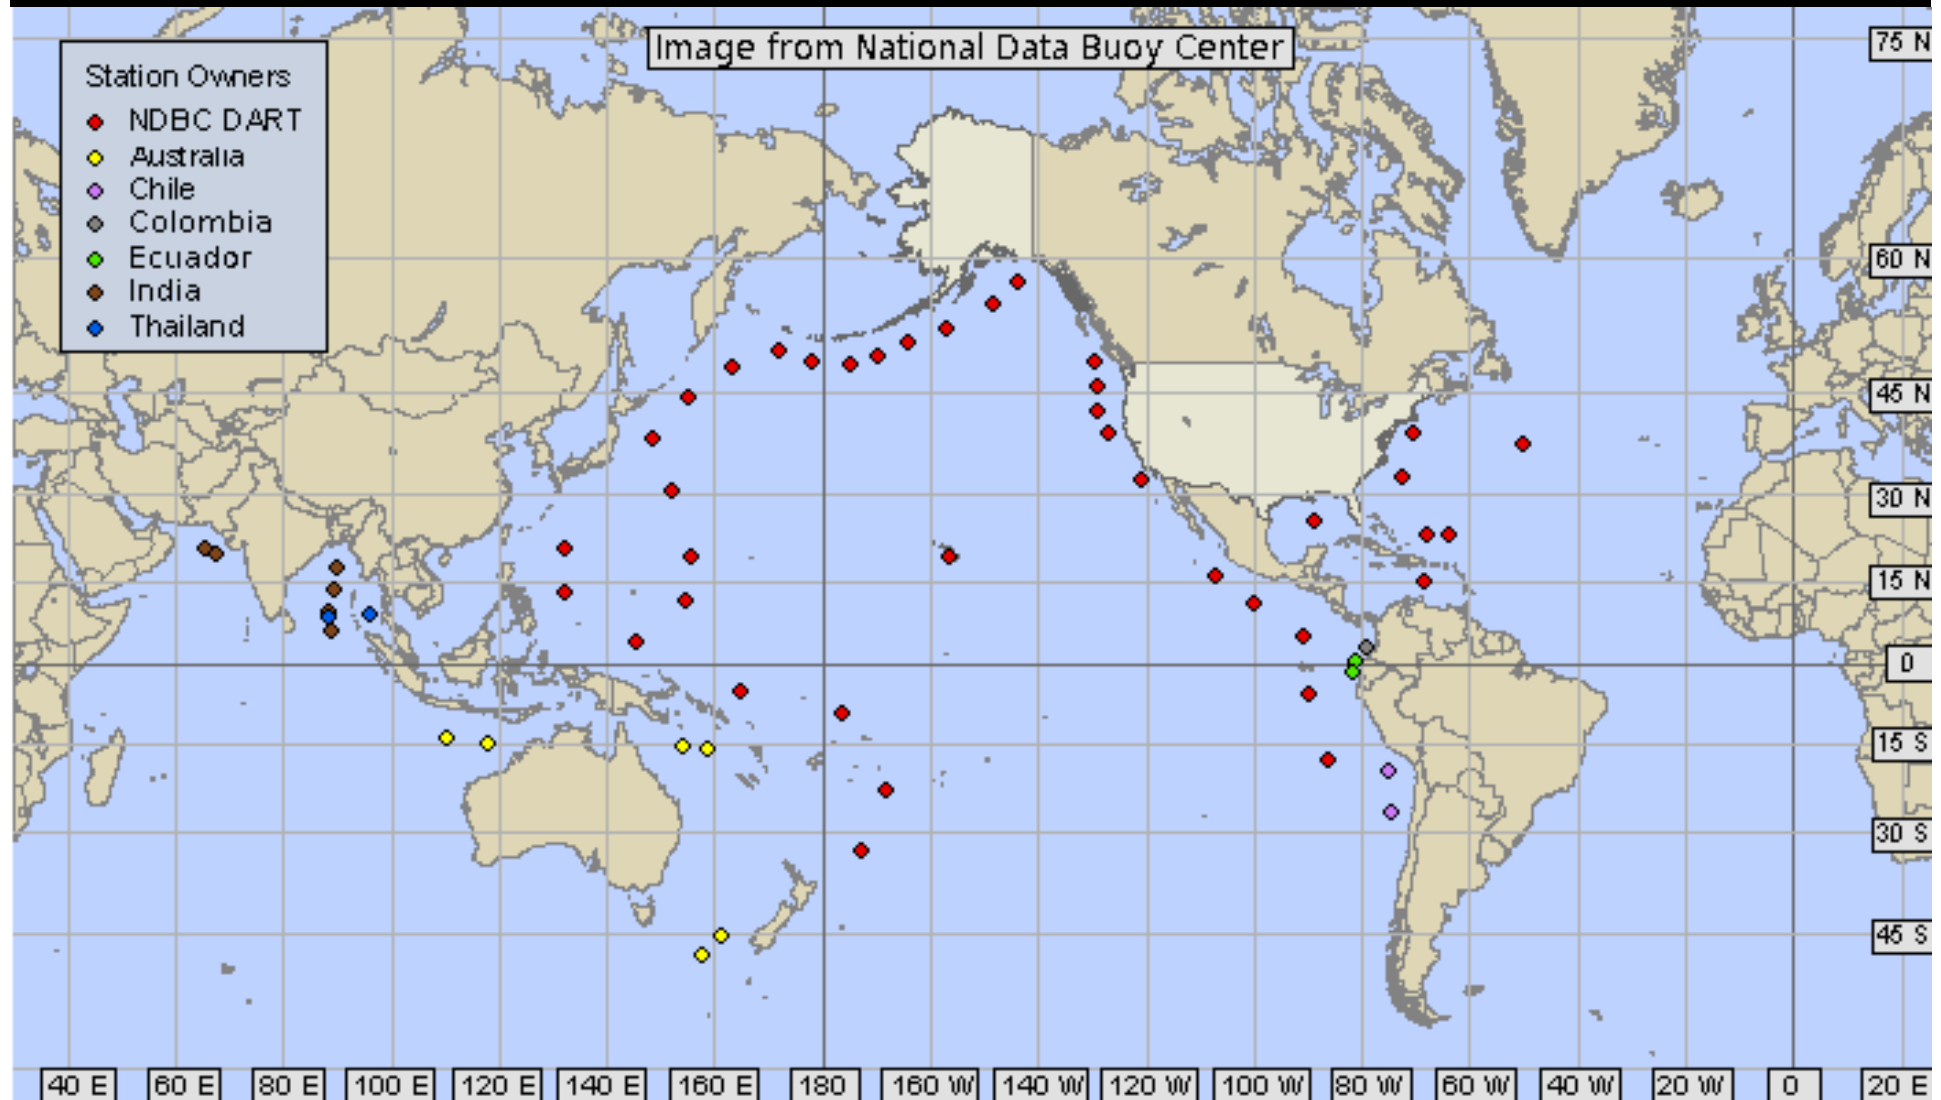 Image from National Data Buoy Center
Station Owners
NDBC DART
Australia
Chile
Colombia
Ecuador
India
Thailand
75 N
60 N
45 N
30 N
15 N
0
15 S
30 S
45 S
40 E 60 E 80 E 100 E 120 E 140 E 160 E 180 160 W 140 W 120 W 100 W 80 W 60 W 40 W 20 W 0 20 E